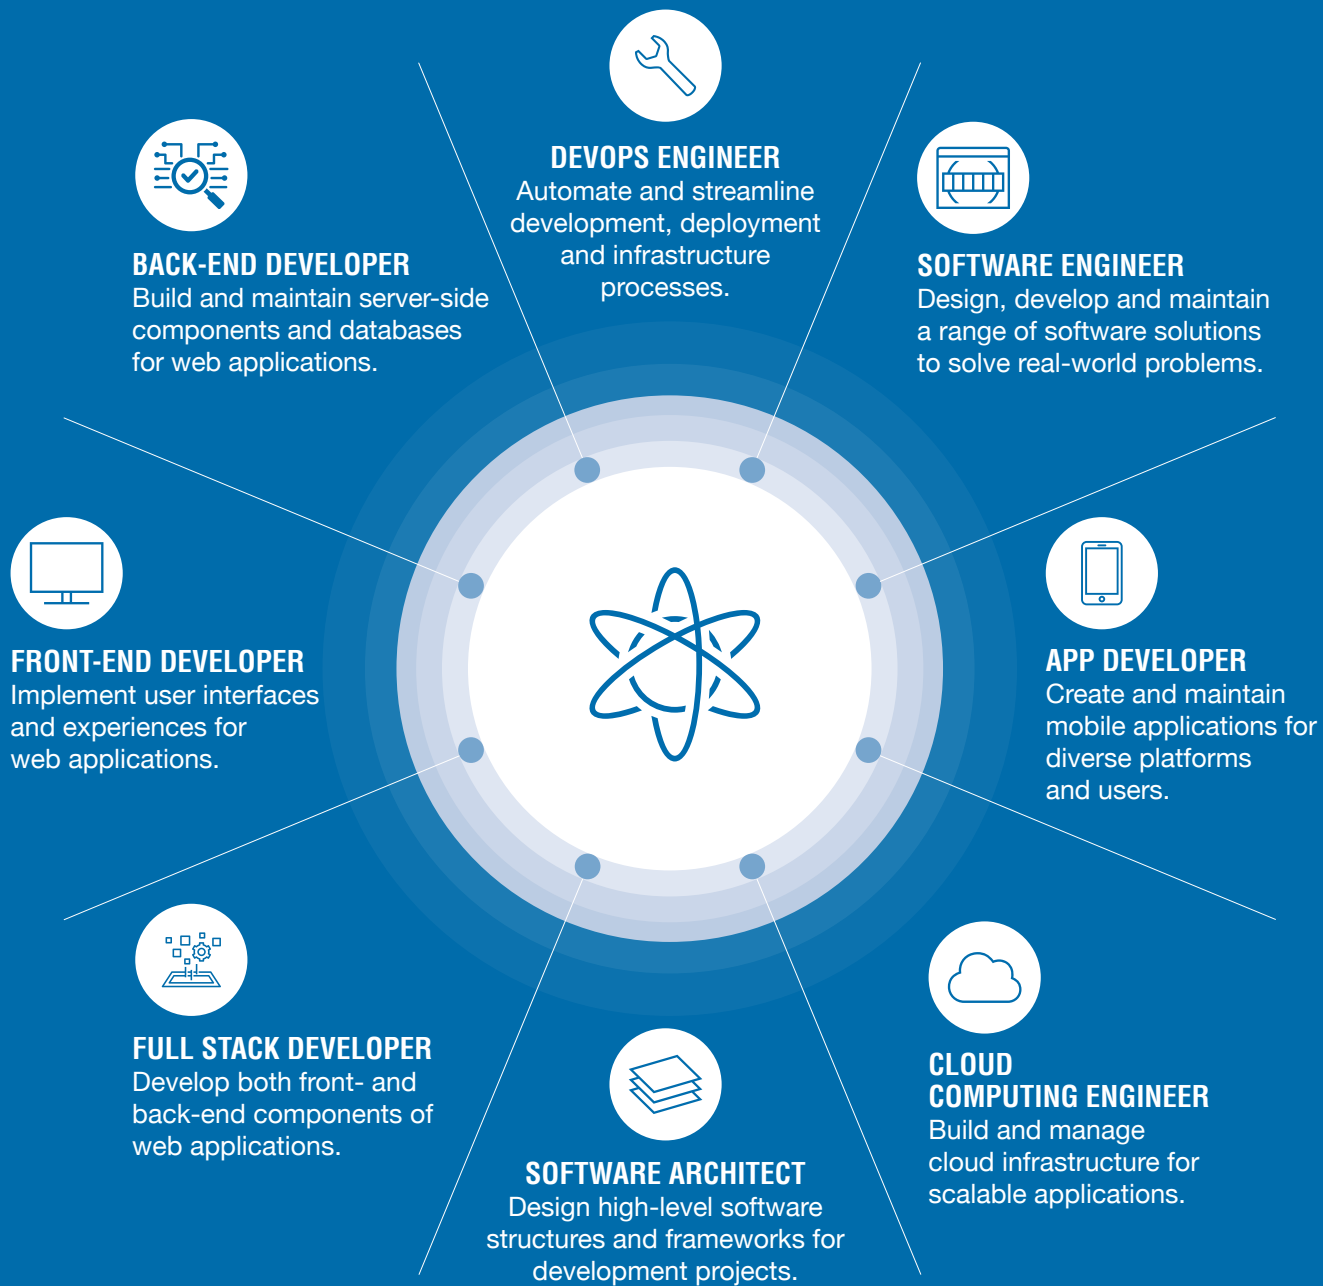 DEVOPS ENGINEER
Automate and streamline
development, deployment
and infrastructure
processes.
BACK-END DEVELOPER
Build and maintain server-side
components and databases
for web applications.
SOFTWARE ENGINEER
Design, develop and maintain
a range of software solutions
to solve real-world problems.
FRONT-END DEVELOPER
Implement user interfaces
and experiences for
web applications.
APP DEVELOPER
Create and maintain
mobile applications for
diverse platforms
and users.
FULL STACK DEVELOPER
Develop both front- and
back-end components of
web applications.
CLOUD
COMPUTING ENGINEER
Build and manage
cloud infrastructure for
scalable applications.
SOFTWARE ARCHITECT
Design high-level software
structures and frameworks for
development projects.